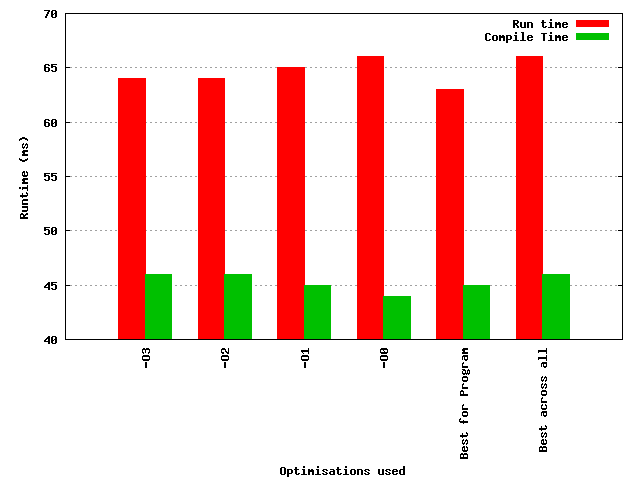 70
65
60
55
50
45
40
Runtime (ms)
Run time
Compile Time
-O3
-O2
-O1
-O0
Best for Program
Best across all
Optimisations used